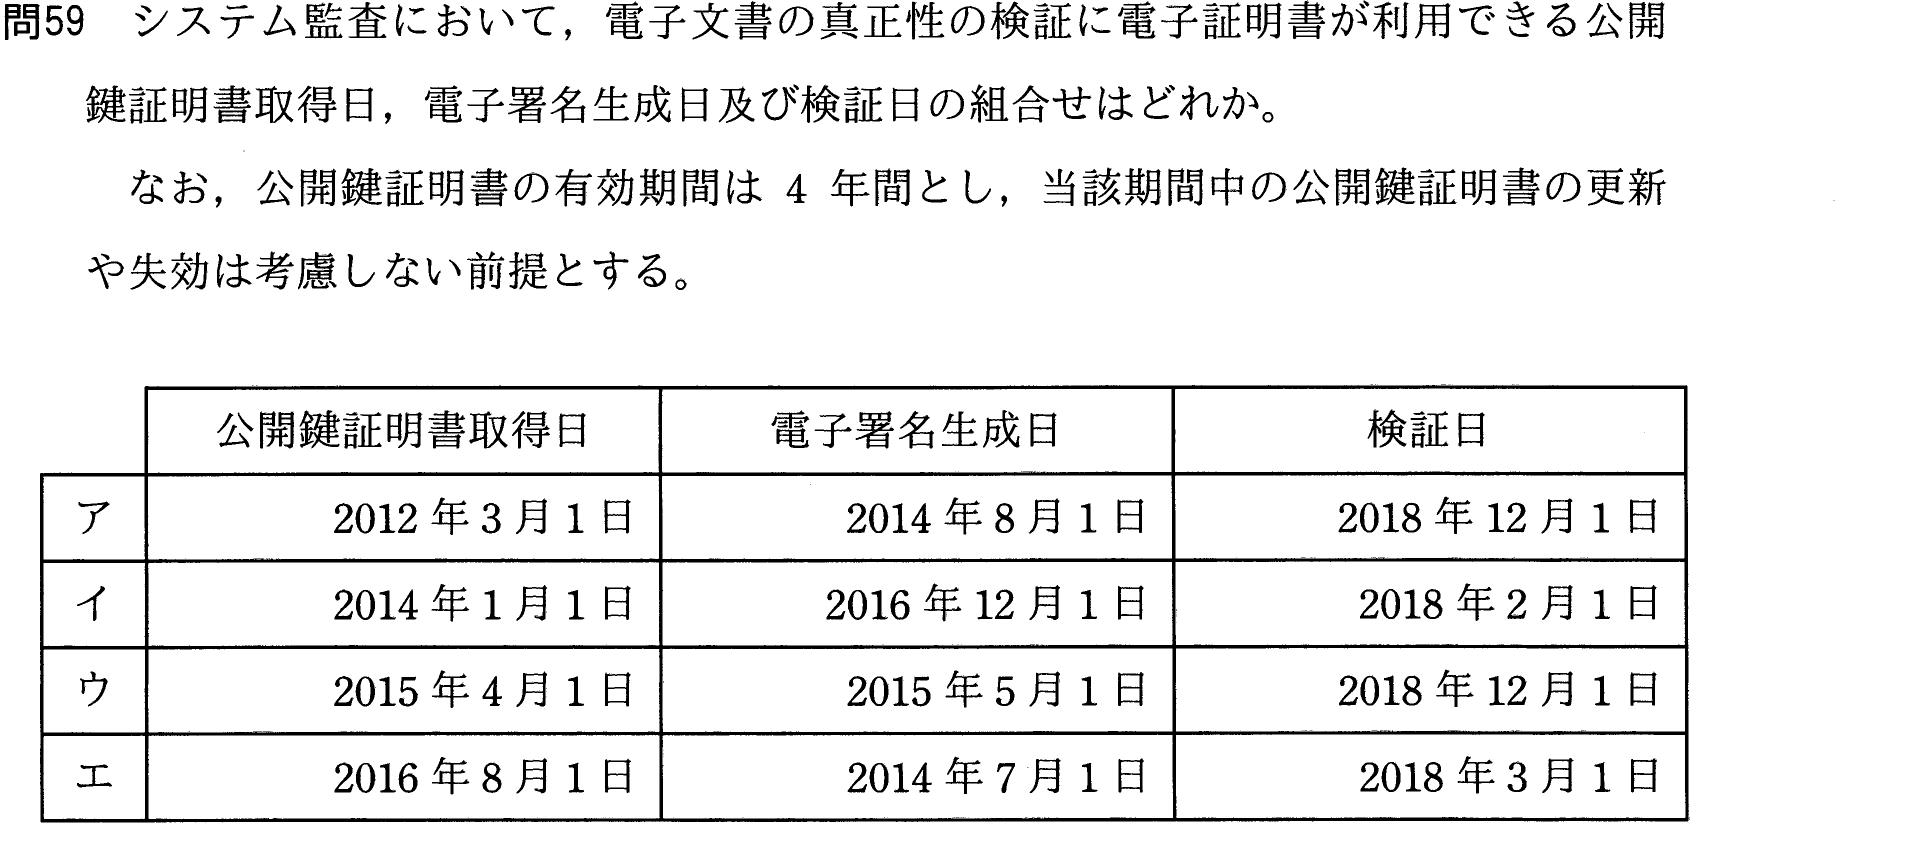 問59 システム監査において，電子文書の真正性の検証に電子証明書が利用できる公開
鍵証明書取得日，電子署名生成日及び検証日の組合せはどれか。
なお，公開鍵証明書の有効期間は 4 年間とし，当該期間中の公開鍵証明書の更新
や失効は考慮しない前提とする。
公開鍵証明書取得日 電子署名生成日 検証日
ア 2012 年 3 月 1 日 2014 年 8 月 1 日 2018 年 12 月 1 日
イ 2014 年 1 月 1 日 2016 年 12 月 1 日 2018 年 2 月 1 日
ウ 2015 年 4 月 1 日 2015 年 5 月 1 日 2018 年 12 月 1 日
エ 2016 年 8 月 1 日 2014 年 7 月 1 日 2018 年 3 月 1 日